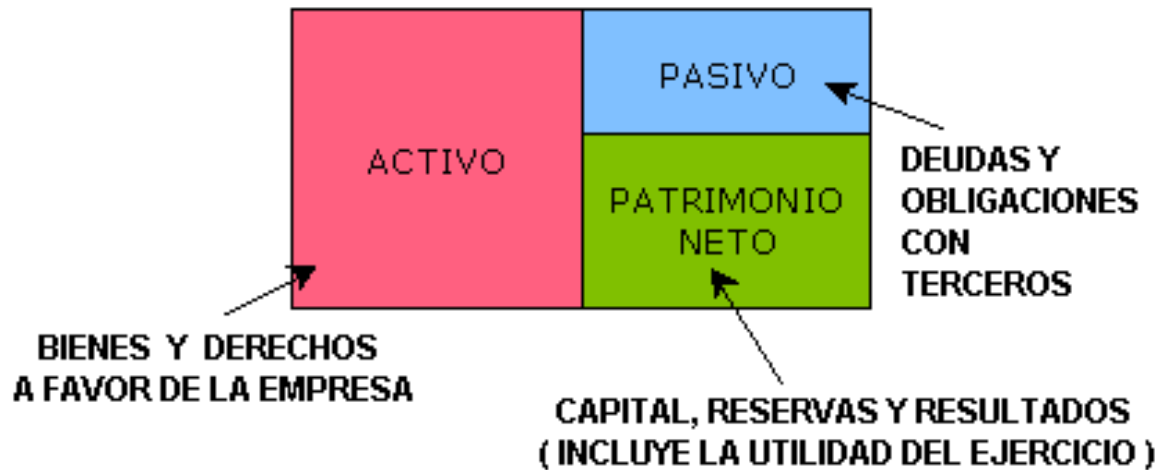 ACTIVO
PASIVO
PATRIMONIO
NETO
DEUDAS Y
OBLIGACIONES
CON
TERCEROS
BIENES Y DERECHOS
A FAVOR DE LA EMPRESA
CAPITAL, RESERVAS Y RESULTADOS
( INCLUYE LA UTILIDAD DEL EJERCICIO )